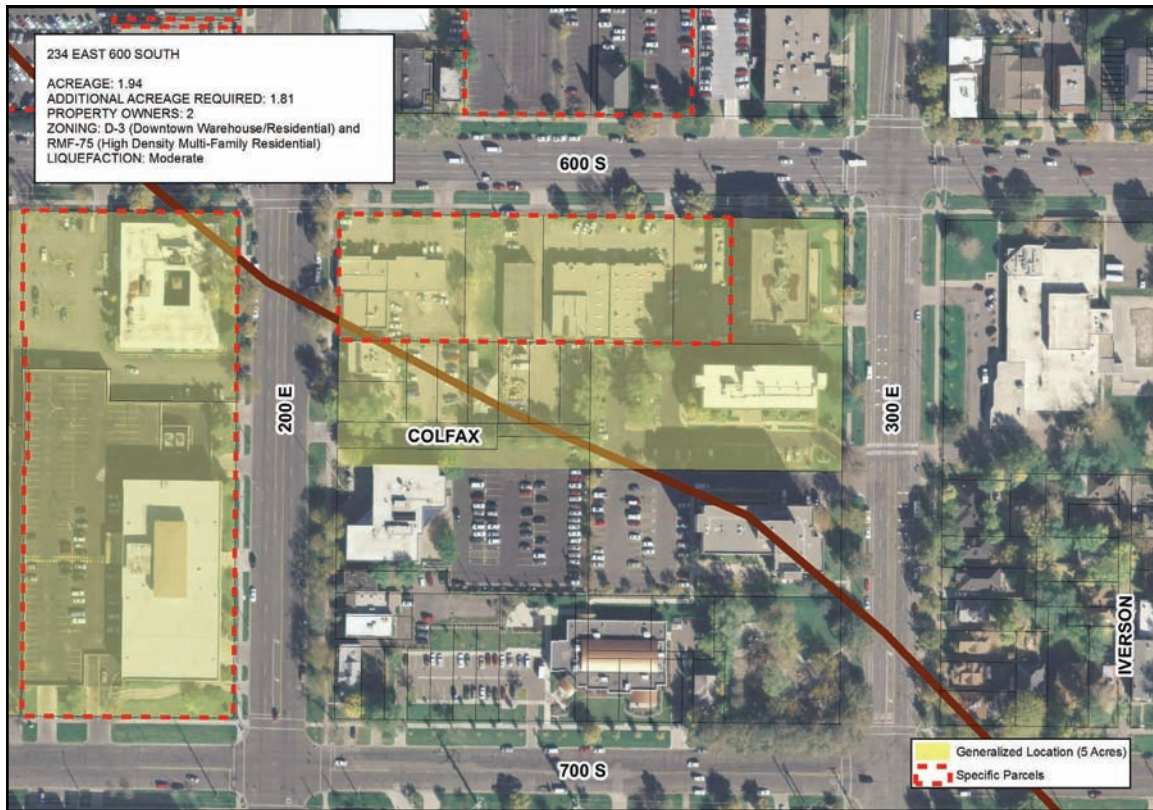 234 EAST 600 SOUTH
ACREAGE: 1.94
ADDITIONAL ACREAGE REQUIRED: 1.81
PROPERTY OWNERS: 2
ZONING: D-3 (Downtown Warehouse/Residential) and
RMF-75 (High Density Multi-Family Residential)
LIQUEFACTION: Moderate
600 S
200 E
300 E
COLFAX
IVERSON
700 S
Generalized Location (5 Acres)
Specific Parcels